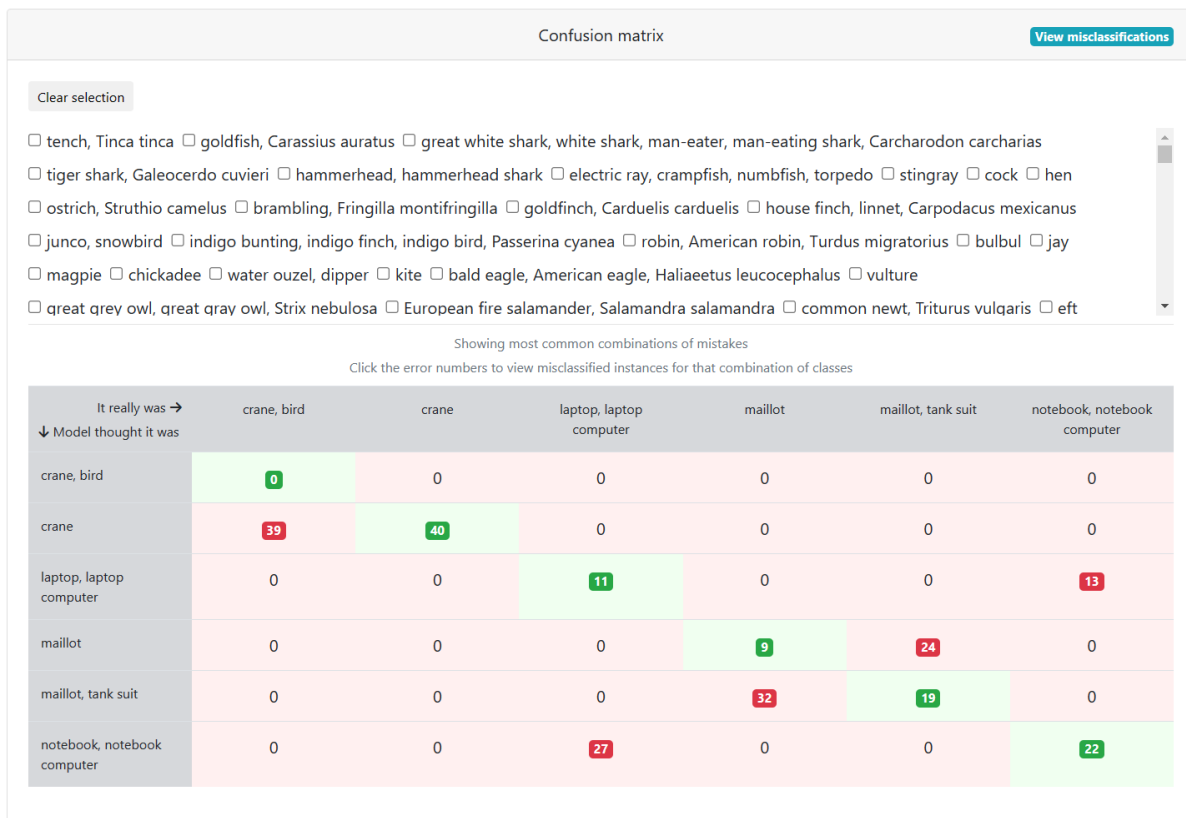 Confusion matrix
View misclassifications
Clear selection
tench, Tinca tinca goldfish, Carassius auratus great white shark, white shark, man-eater, man-eating shark, Carcharodon carcharias
tiger shark, Galeocerdo cuvieri hammerhead, hammerhead shark electric ray, crampfish, numbfish, torpedo stingray cock hen
ostrich, Struthio camelus brambling, Fringilla montifringilla goldfinch, Carduelis carduelis house finch, linnet, Carpodacus mexicanus
junco, snowbird indigo bunting, indigo finch, indigo bird, Passerina cyanea robin, American robin, Turdus migratorius bulbul jay
magpie chickadee water ouzel, dipper kite bald eagle, American eagle, Haliaeetus leucocephalus vulture
great grey owl, great gray owl, Strix nebulosa European fire salamander, Salamandra salamandra common newt, Triturus vulgaris eft
Showing most common combinations of mistakes
Click the error numbers to view misclassified instances for that combination of classes
It really was → crane, bird crane laptop, laptop computer maillot maillot, tank suit notebook, notebook computer
↓ Model thought it was
crane, bird 0 0 0 0 0 0
crane 39 40 0 0 0 0
laptop, laptop computer 0 0 11 0 0 13
maillot 0 0 0 9 24 0
maillot, tank suit 0 0 0 32 19 0
notebook, notebook computer 0 0 27 0 0 22